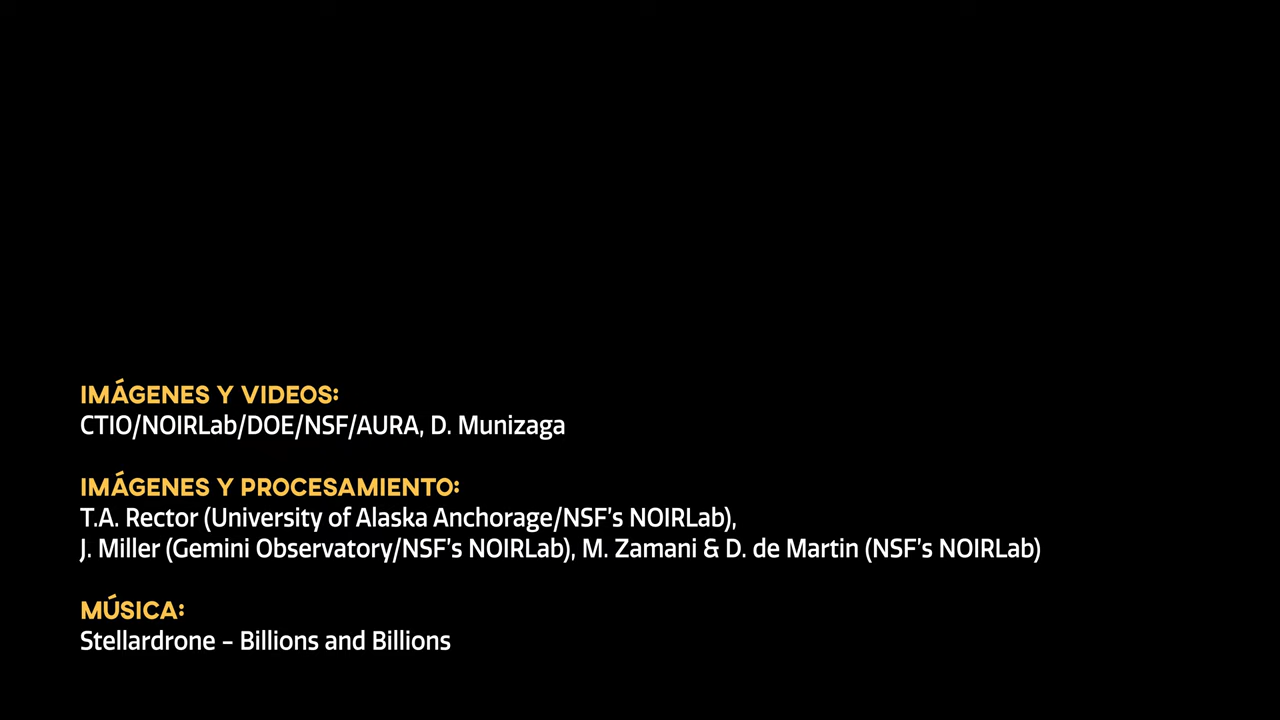 IMÁGENES Y VIDEOS:
CTIO/NOIRLab/DOE/NSF/AURA, D. Munizaga
IMÁGENES Y PROCESAMIENTO:
T.A. Rector (University of Alaska Anchorage/NSF’s NOIRLab),
J. Miller (Gemini Observatory/NSF’s NOIRLab), M. Zamani & D. de Martin (NSF’s NOIRLab)
MÚSICA:
Stellardrone – Billions and Billions